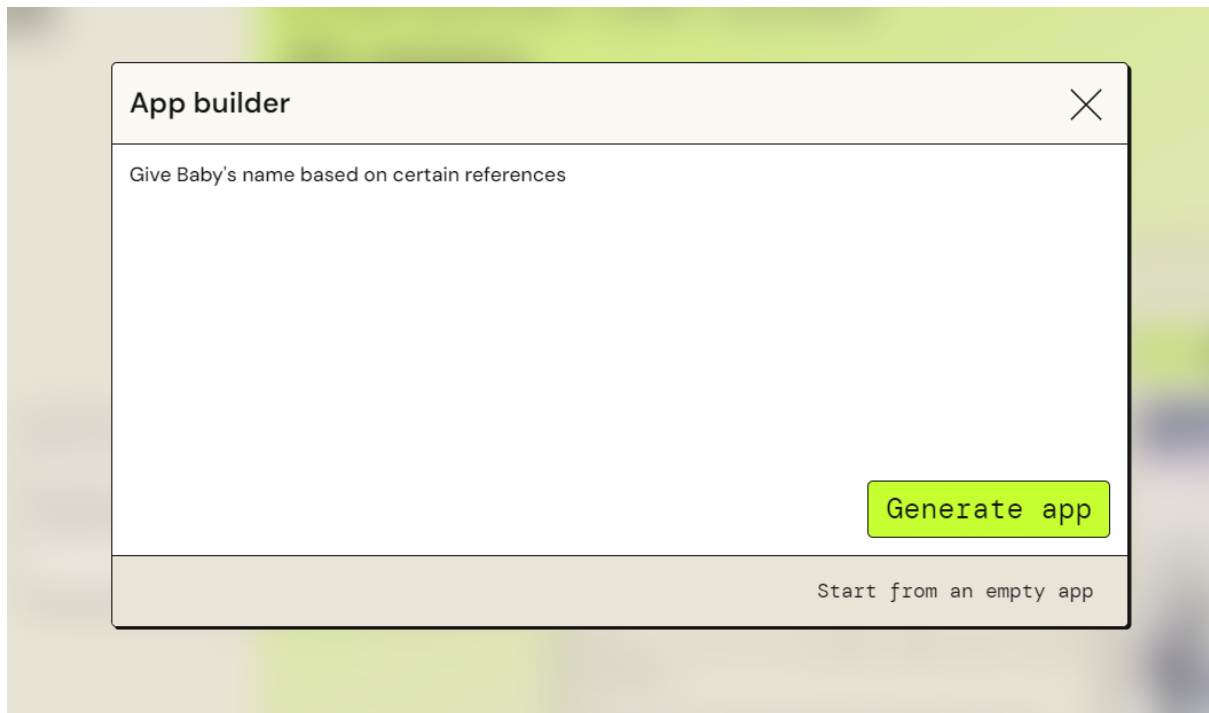 App builder
Give Baby's name based on certain references
Generate app
Start from an empty app